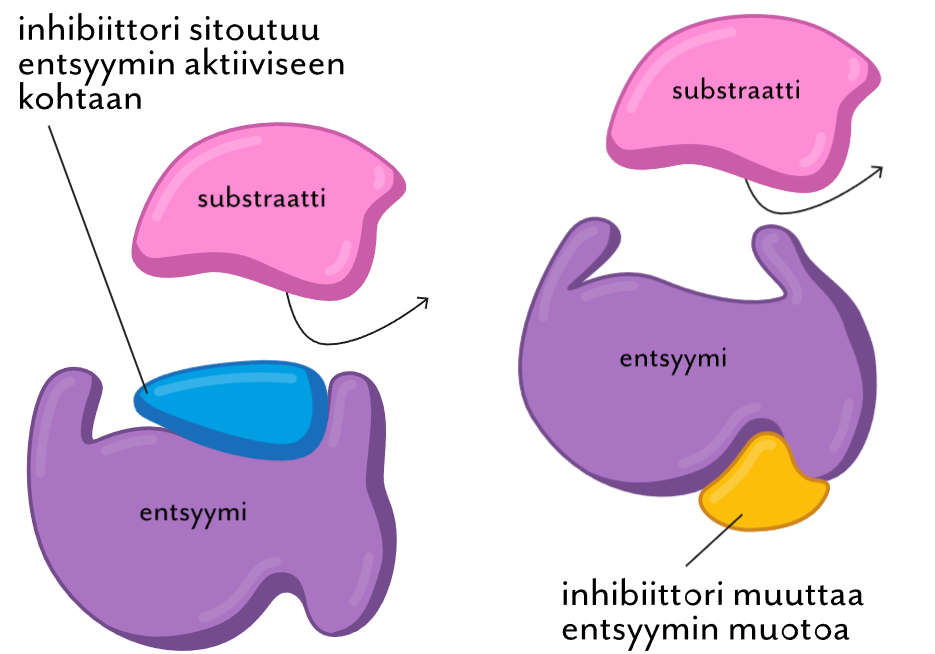 inhibiittori sitoutuu
entsyymin aktiiviseen
kohtaan
substraatti
entsyymi
substraatti
entsyymi
inhibiittori muuttaa
entsyymin muotoa